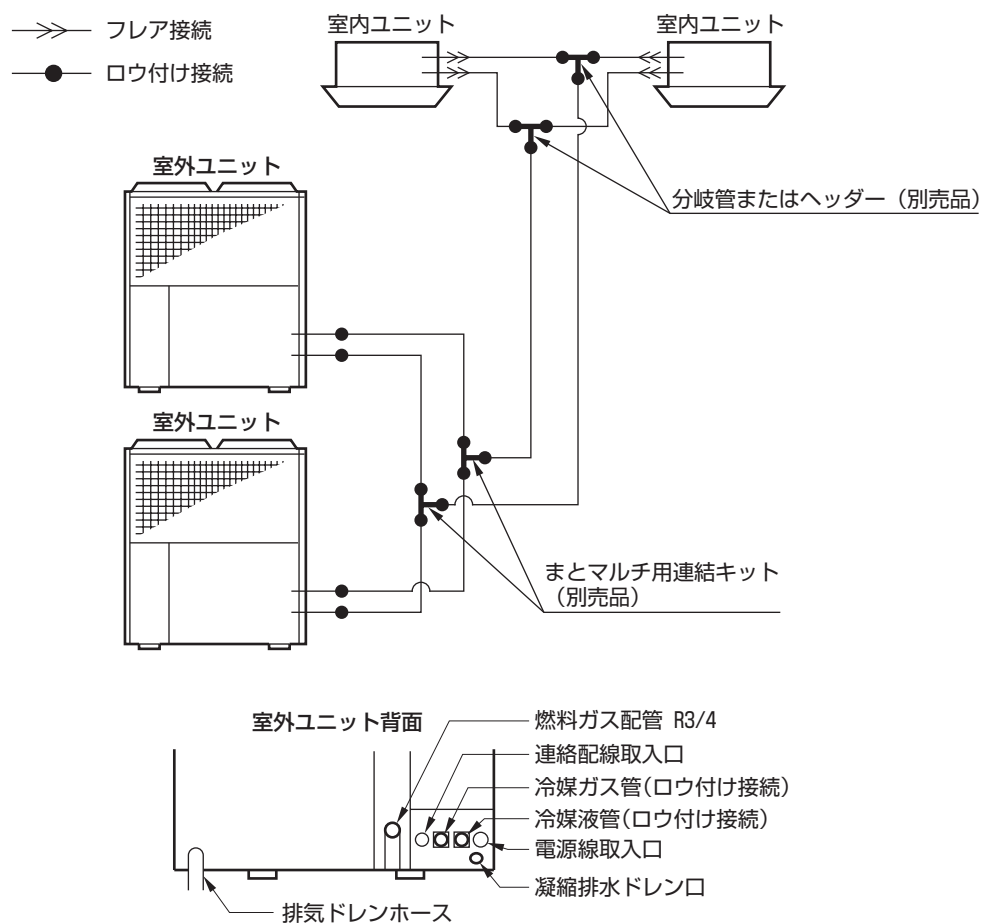 フレア接続
ロウ付け接続
室内ユニット
室内ユニット
分岐管またはヘッダー（別売品）
室外ユニット
室外ユニット
まとマルチ用連結キット
（別売品）
室外ユニット背面
燃料ガス配管 R3/4
連絡配線取入口
冷媒ガス管(ロウ付け接続)
冷媒液管(ロウ付け接続)
電源線取入口
凝縮排水ドレン口
排気ドレンホース